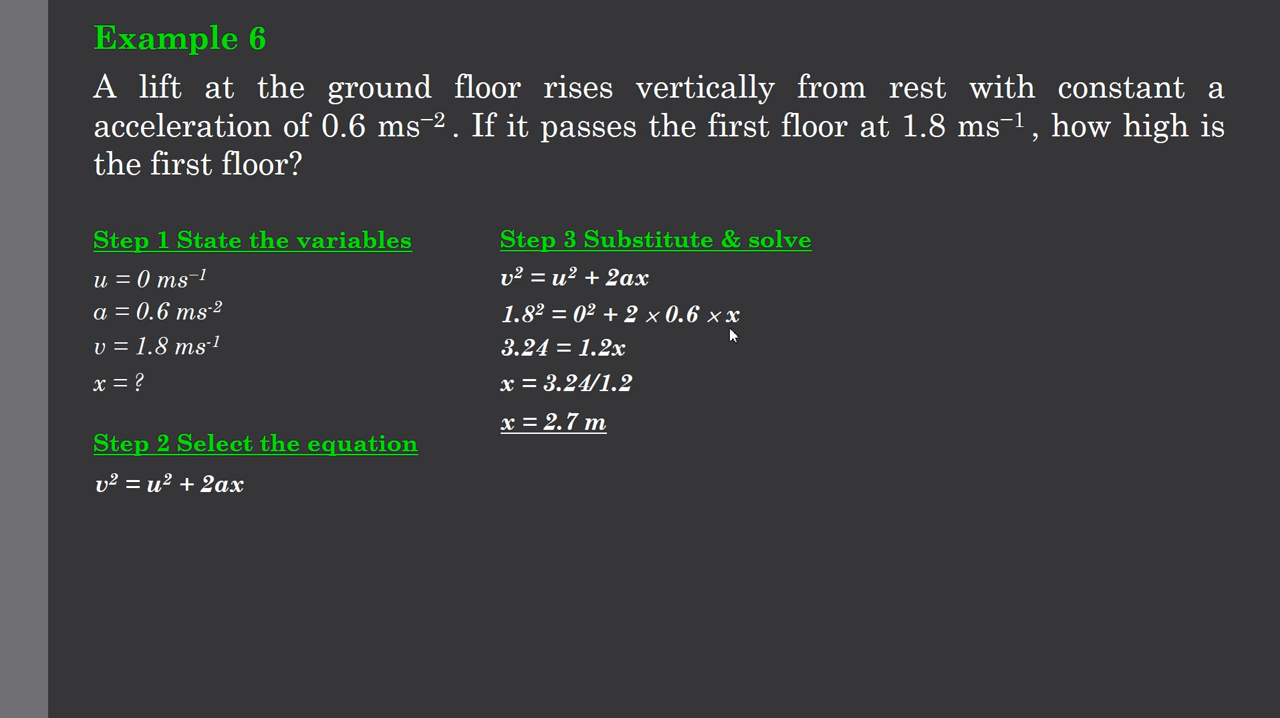 Example 6
A lift at the ground floor rises vertically from rest with constant a
acceleration of 0.6 ms⁻². If it passes the first floor at 1.8 ms⁻¹, how high is
the first floor?
Step 1 State the variables
u = 0 ms⁻¹
a = 0.6 ms⁻²
v = 1.8 ms⁻¹
x = ?
Step 2 Select the equation
v² = u² + 2ax
Step 3 Substitute & solve
v² = u² + 2ax
1.8² = 0² + 2 × 0.6 × x
3.24 = 1.2x
x = 3.24/1.2
x = 2.7 m